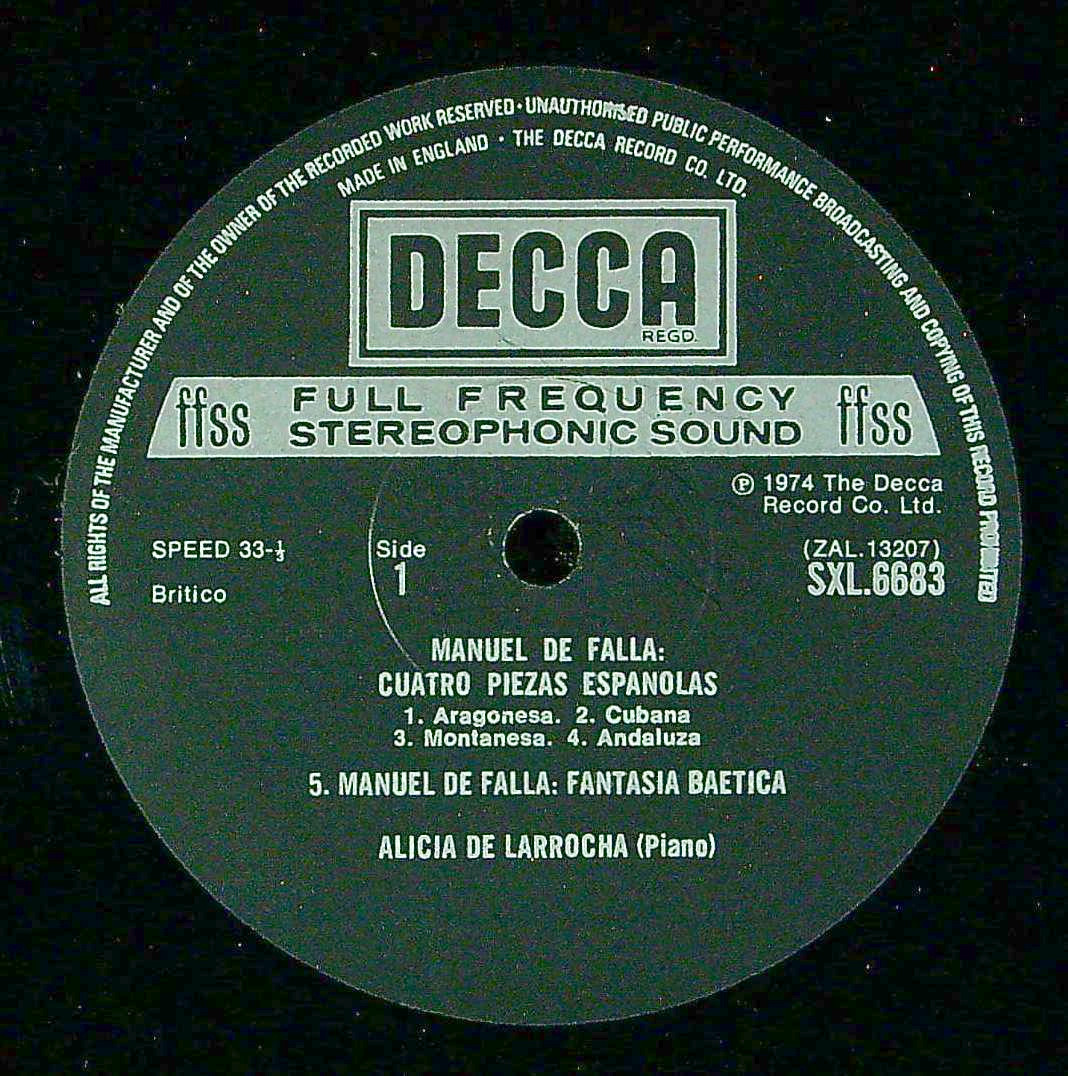 ALL RIGHTS OF THE MANUFACTURER AND OF THE OWNER OF THE RECORDED WORK RESERVED · UNAUTHORISED PUBLIC PERFORMANCE BROADCASTING AND COPYING OF THIS RECORD PROHIBITED
MADE IN ENGLAND · THE DECCA RECORD CO. LTD.
DECCA
REGD.
ffss FULL FREQUENCY ffss
STEREOPHONIC SOUND
Ⓟ 1974 The Decca
Record Co. Ltd.
SPEED 33-⅓ Side (ZAL.13207)
1 SXL.6683
Britico
MANUEL DE FALLA:
CUATRO PIEZAS ESPANOLAS
1. Aragonesa. 2. Cubana
3. Montanesa. 4. Andaluza
5. MANUEL DE FALLA: FANTASIA BAETICA
ALICIA DE LARROCHA (Piano)